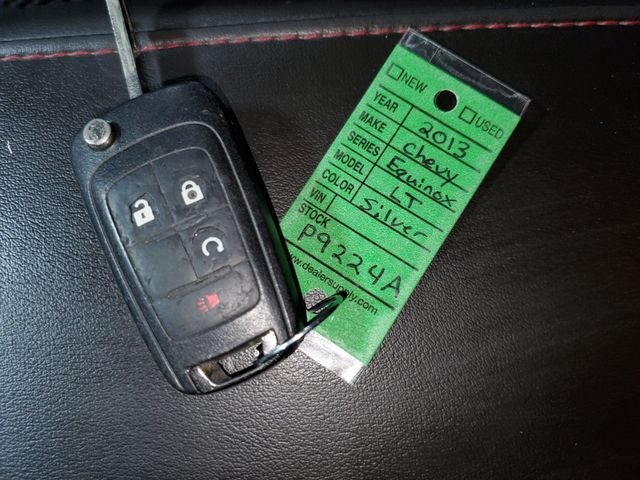 NEW
USED
YEAR 2013
MAKE Chevy
SERIES Equinox
MODEL LT
COLOR Silver
VIN
STOCK
P9224A
www.dealersupply.com